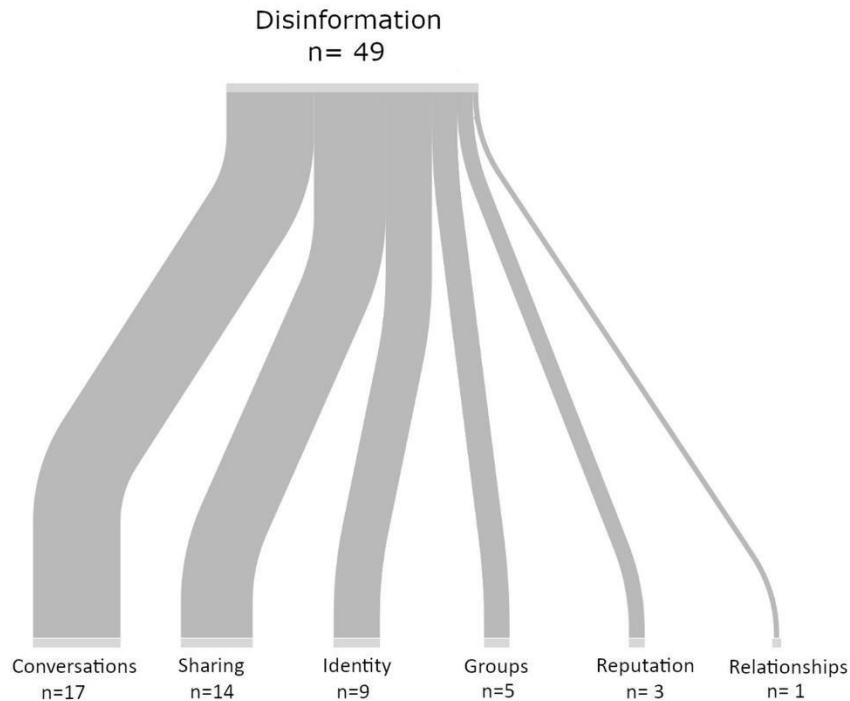 Disinformation
n= 49
Conversations
n=17
Sharing
n=14
Identity
n=9
Groups
n=5
Reputation
n= 3
Relationships
n= 1